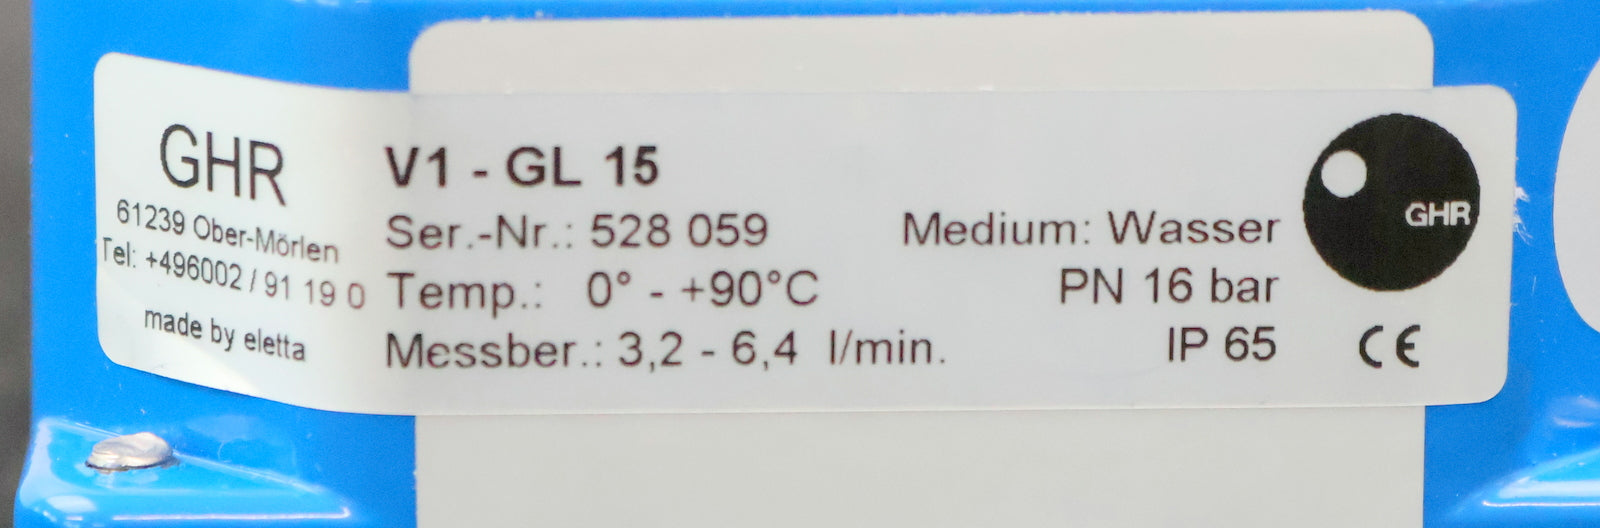 GHR
61239 Ober-Mörlen
Tel: +496002 / 91 19 0
made by eletta
V1 - GL 15
Ser.-Nr.: 528 059
Temp.: 0° - +90°C
Messber.: 3,2 - 6,4 l/min.
Medium: Wasser
PN 16 bar
IP 65
GHR
CE